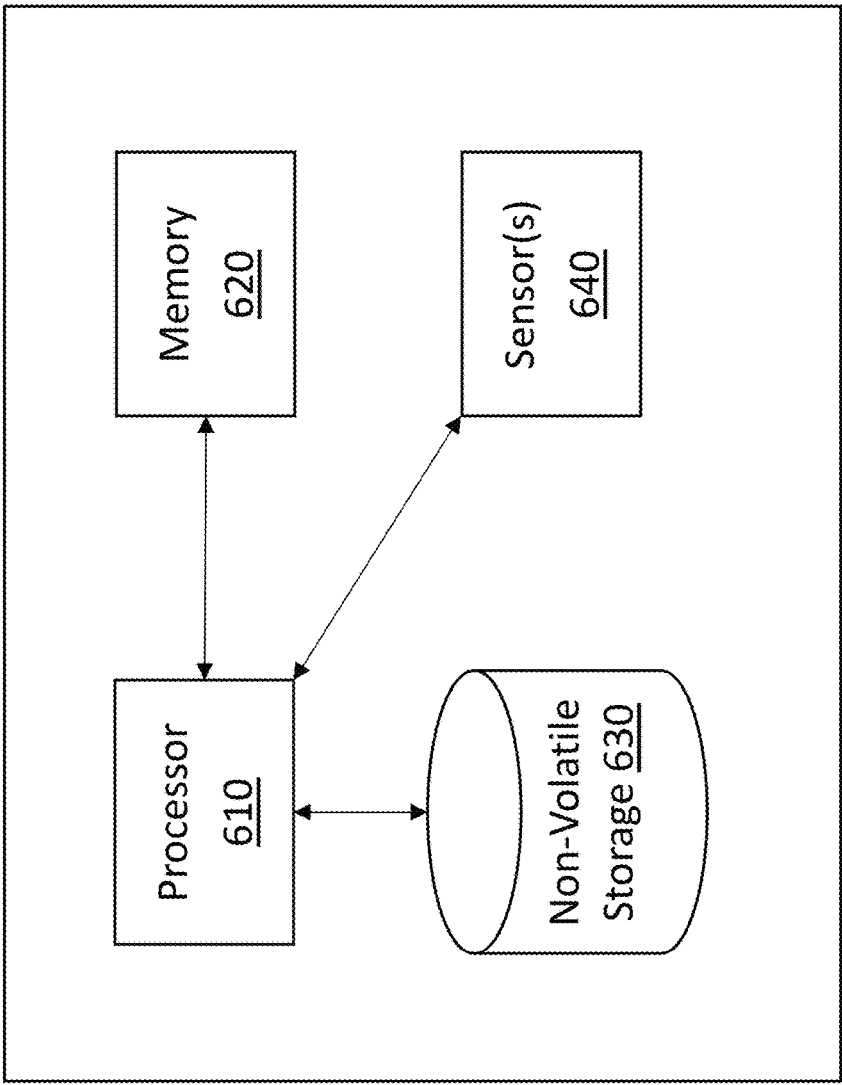 Processor
610
Memory
620
Non-Volatile
Storage 630
Sensor(s)
640